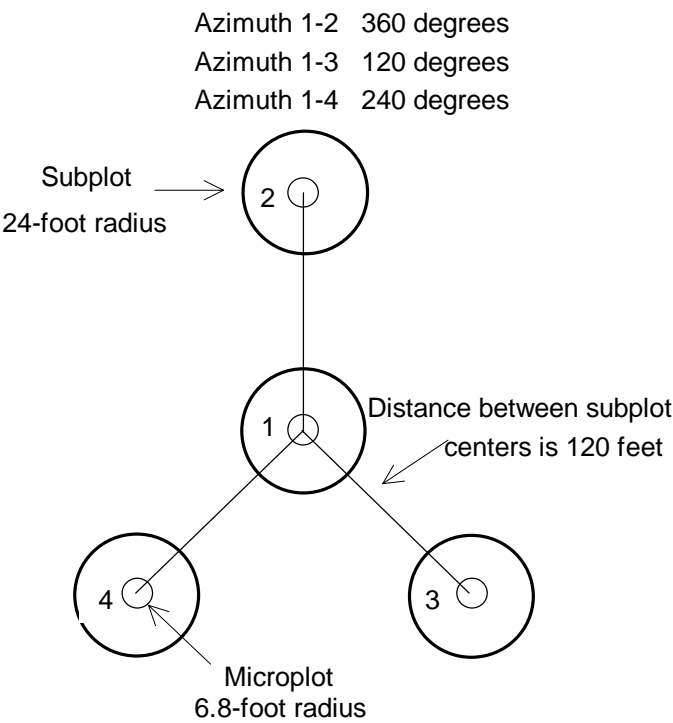 Azimuth 1-2 360 degrees
Azimuth 1-3 120 degrees
Azimuth 1-4 240 degrees
Subplot
24-foot radius
2
1
Distance between subplot
centers is 120 feet
4
3
Microplot
6.8-foot radius